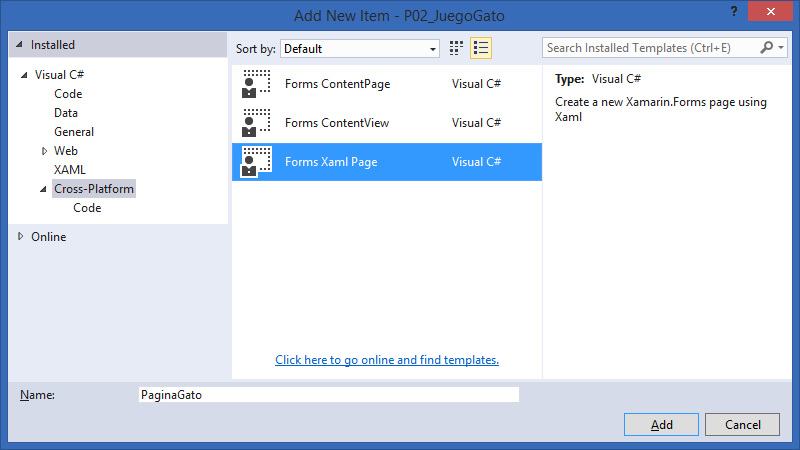 Add New Item - P02_JuegoGato
?
Installed
Sort by: Default
Search Installed Templates (Ctrl+E)
Visual C#
Code
Data
General
Web
XAML
Cross-Platform
Code
Online
Forms ContentPage Visual C#
Forms ContentView Visual C#
Forms Xaml Page Visual C#
Click here to go online and find templates.
Type: Visual C#
Create a new Xamarin.Forms page using
Xaml
Name: PaginaGato
Add Cancel